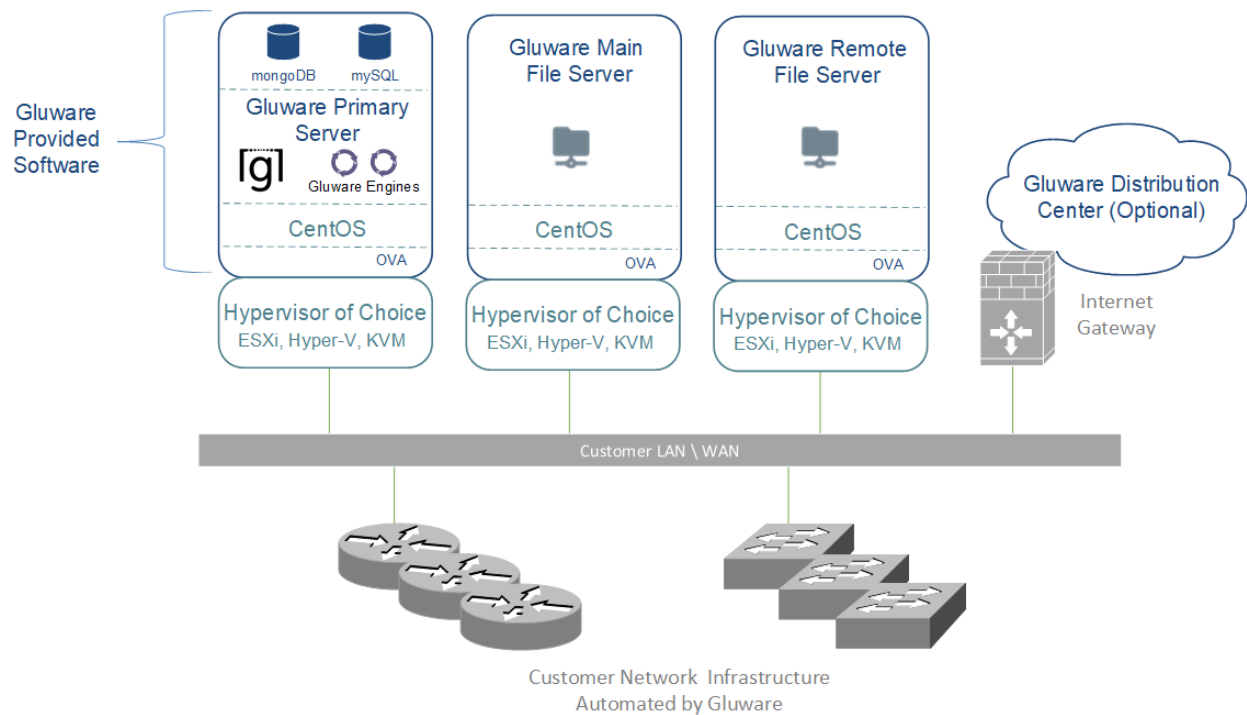 mongoDB
mySQL
Gluware Primary
Server
[g]
Gluware Engines
CentOS
OVA
Hypervisor of Choice
ESXi, Hyper-V, KVM
Gluware Main
File Server
CentOS
OVA
Hypervisor of Choice
ESXi, Hyper-V, KVM
Gluware Remote
File Server
CentOS
OVA
Hypervisor of Choice
ESXi, Hyper-V, KVM
Gluware
Provided
Software
Gluware Distribution
Center (Optional)
Internet
Gateway
Customer LAN \ WAN
Customer Network Infrastructure
Automated by Gluware